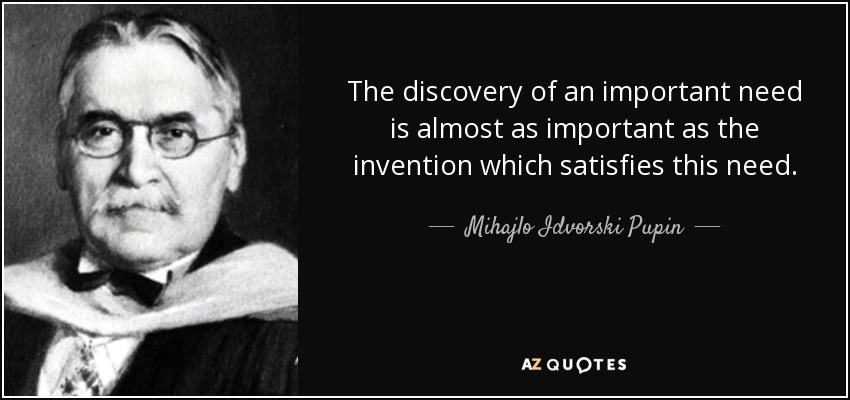 The discovery of an important need
is almost as important as the
invention which satisfies this need.
Mihajlo Idvorski Pupin
AZ QUOTES